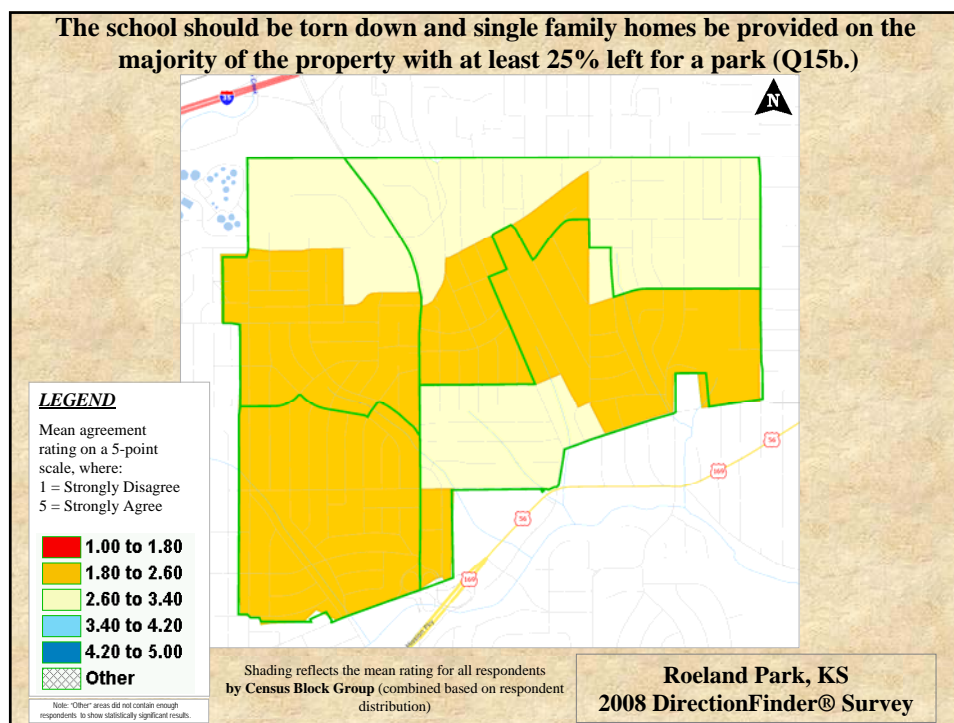 The school should be torn down and single family homes be provided on the
majority of the property with at least 25% left for a park (Q15b.)
35
N
LEGEND
Mean agreement
rating on a 5-point
scale, where:
1 = Strongly Disagree
5 = Strongly Agree
1.00 to 1.80
1.80 to 2.60
2.60 to 3.40
3.40 to 4.20
4.20 to 5.00
Other
Note: "Other" areas did not contain enough
respondents to show statistically significant results.
56
169
56
169
Shading reflects the mean rating for all respondents
by Census Block Group (combined based on respondent
distribution)
Roeland Park, KS
2008 DirectionFinder® Survey